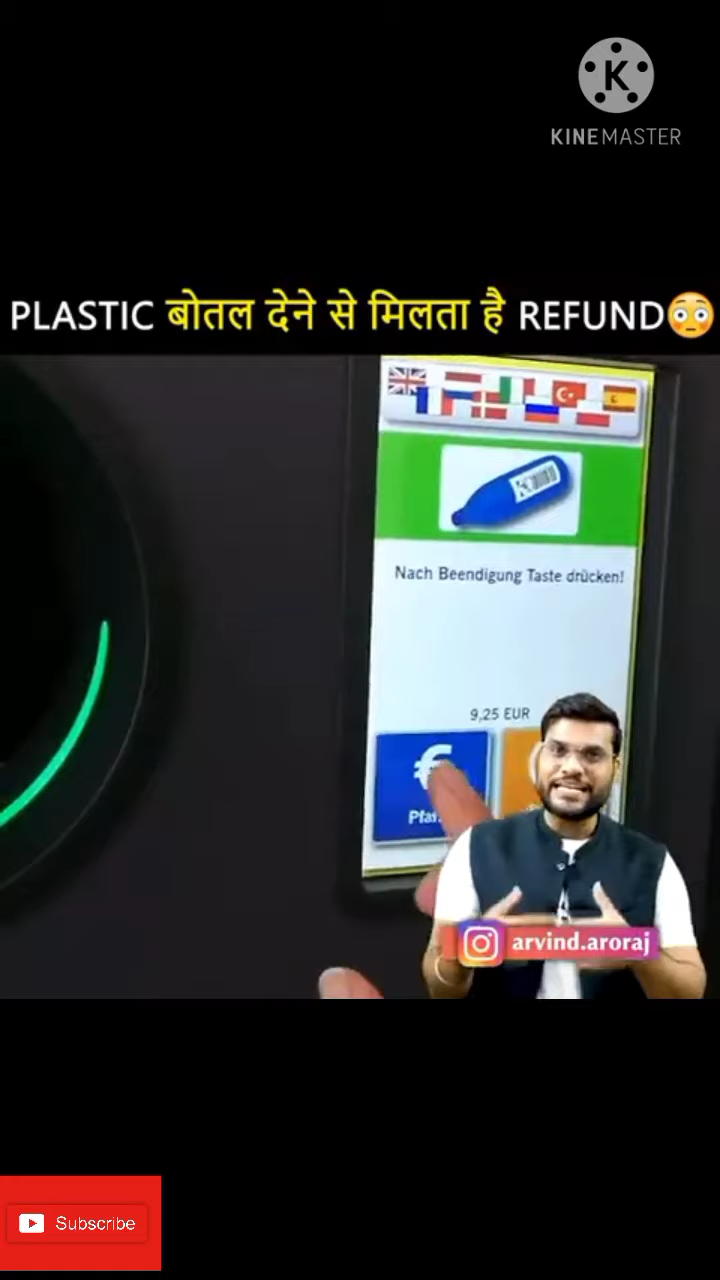 KINEMASTER
PLASTIC बोतल देने से मिलता है REFUND😳
Nach Beendigung Taste drücken!
9,25 EUR
€
arvind.aroraj
Subscribe